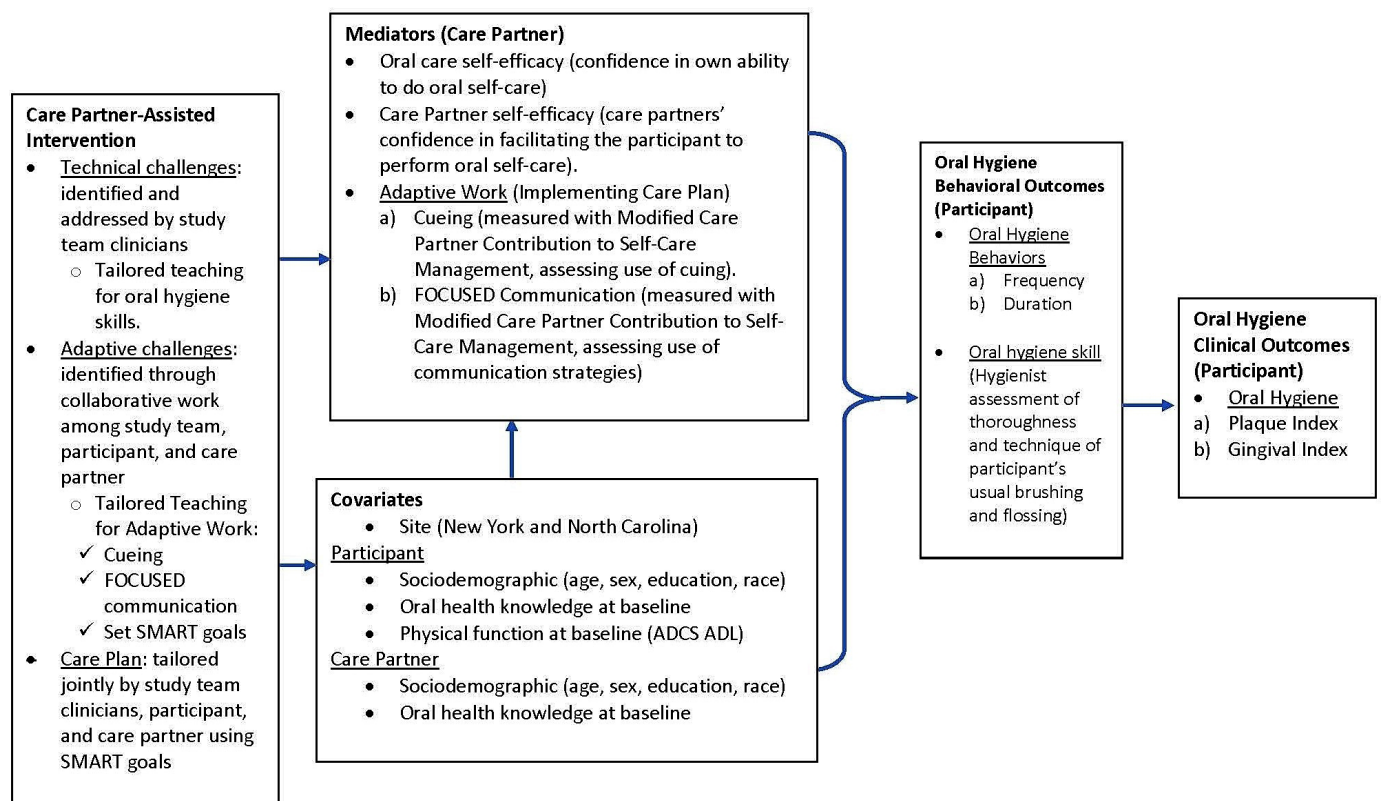 Care Partner-Assisted
Intervention
• Technical challenges:
identified and
addressed by study
team clinicians
○ Tailored teaching
for oral hygiene
skills.
• Adaptive challenges:
identified through
collaborative work
among study team,
participant, and care
partner
○ Tailored Teaching
for Adaptive Work:
✓ Cueing
✓ FOCUSED
communication
✓ Set SMART goals
• Care Plan: tailored
jointly by study team
clinicians, participant,
and care partner using
SMART goals
Mediators (Care Partner)
• Oral care self-efficacy (confidence in own ability
to do oral self-care)
• Care Partner self-efficacy (care partners’
confidence in facilitating the participant to
perform oral self-care).
• Adaptive Work (Implementing Care Plan)
a) Cueing (measured with Modified Care
Partner Contribution to Self-Care
Management, assessing use of cuing).
b) FOCUSED Communication (measured with
Modified Care Partner Contribution to Self-
Care Management, assessing use of
communication strategies)
Covariates
• Site (New York and North Carolina)
Participant
• Sociodemographic (age, sex, education, race)
• Oral health knowledge at baseline
• Physical function at baseline (ADCS ADL)
Care Partner
• Sociodemographic (age, sex, education, race)
• Oral health knowledge at baseline
Oral Hygiene
Behavioral Outcomes
(Participant)
• Oral Hygiene
Behaviors
a) Frequency
b) Duration
• Oral hygiene skill
(Hygienist
assessment of
thoroughness
and technique of
participant’s
usual brushing
and flossing)
Oral Hygiene
Clinical Outcomes
(Participant)
• Oral Hygiene
a) Plaque Index
b) Gingival Index